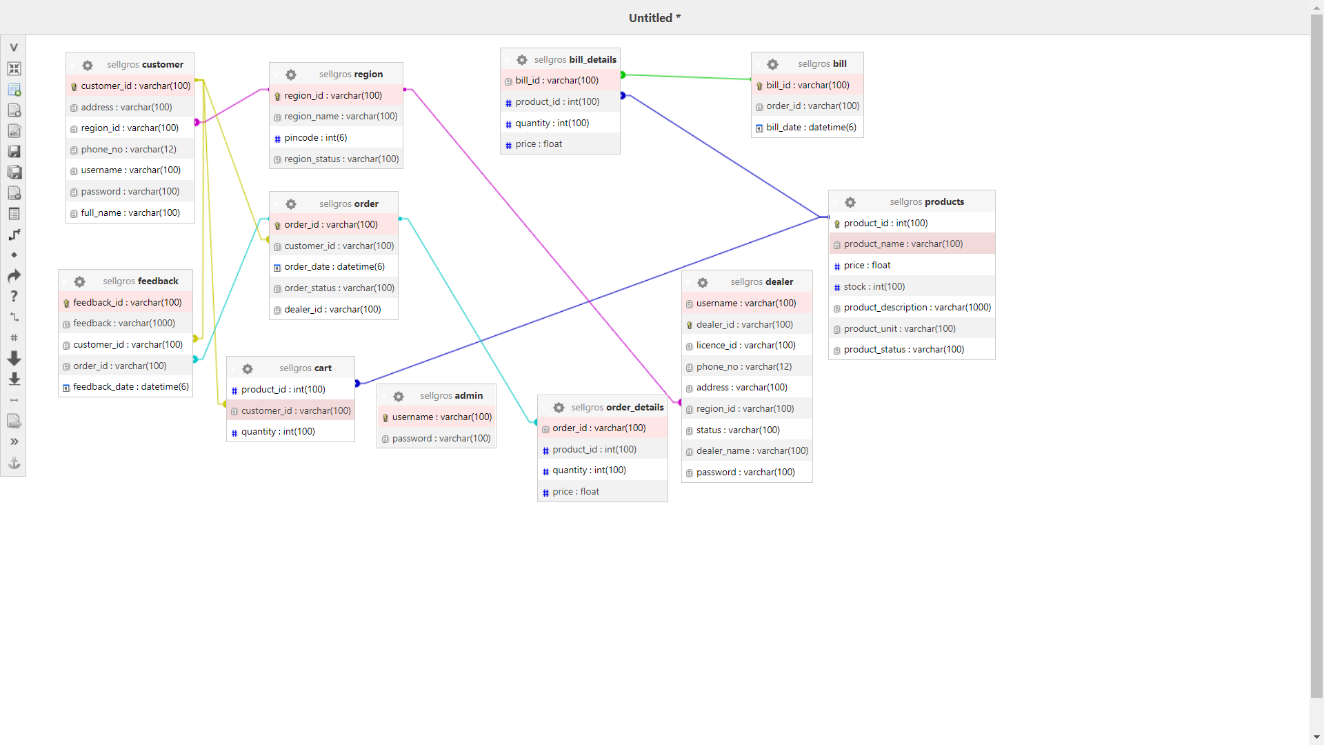 Untitled *
sellgros customer
customer_id : varchar(100)
address : varchar(100)
region_id : varchar(100)
phone_no : varchar(12)
username : varchar(100)
password : varchar(100)
full_name : varchar(100)
sellgros region
region_id : varchar(100)
region_name : varchar(100)
# pincode : int(6)
region_status : varchar(100)
sellgros bill_details
bill_id : varchar(100)
# product_id : int(100)
# quantity : int(100)
# price : float
sellgros bill
bill_id : varchar(100)
order_id : varchar(100)
bill_date : datetime(6)
sellgros order
order_id : varchar(100)
customer_id : varchar(100)
order_date : datetime(6)
order_status : varchar(100)
dealer_id : varchar(100)
sellgros products
product_id : int(100)
product_name : varchar(100)
# price : float
# stock : int(100)
product_description : varchar(1000)
product_unit : varchar(100)
product_status : varchar(100)
sellgros feedback
feedback_id : varchar(100)
feedback : varchar(1000)
customer_id : varchar(100)
order_id : varchar(100)
feedback_date : datetime(6)
sellgros dealer
username : varchar(100)
dealer_id : varchar(100)
licence_id : varchar(100)
phone_no : varchar(12)
address : varchar(100)
region_id : varchar(100)
status : varchar(100)
dealer_name : varchar(100)
password : varchar(100)
sellgros cart
# product_id : int(100)
customer_id : varchar(100)
# quantity : int(100)
sellgros admin
username : varchar(100)
password : varchar(100)
sellgros order_details
order_id : varchar(100)
# product_id : int(100)
# quantity : int(100)
# price : float
V
?
#